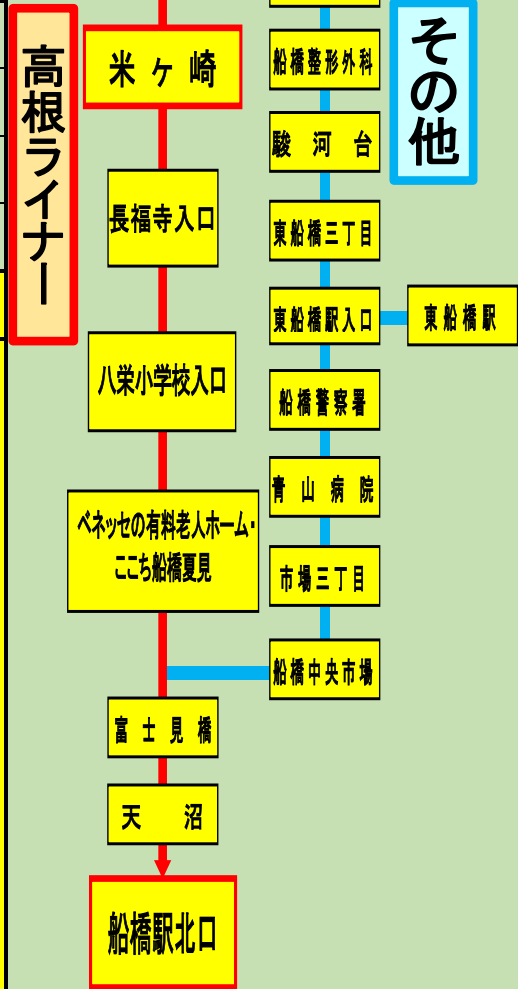 高根ライナー
米ヶ崎
長福寺入口
八栄小学校入口
ベネッセの有料老人ホーム・
ここち船橋夏見
富士見橋
天沼
船橋駅北口
その他
船橋整形外科
駿河台
東船橋三丁目
東船橋駅入口
東船橋駅
船橋警察署
青山病院
市場三丁目
船橋中央市場